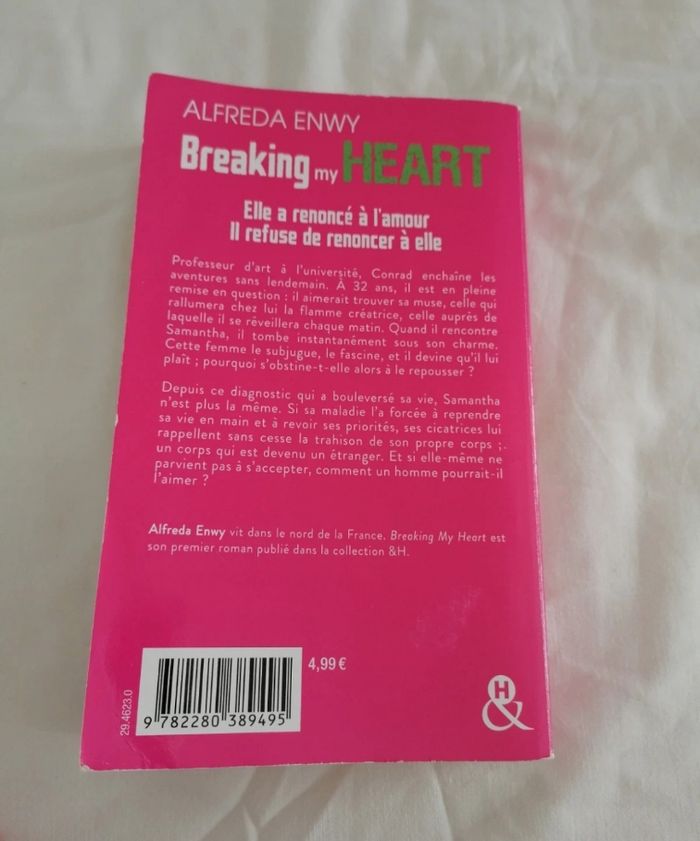 ALFREDA ENWY
Breaking my HEART
Elle a renoncé à l'amour
Il refuse de renoncer à elle
Professeur d'art à l'université, Conrad enchaîne les
aventures sans lendemain. À 32 ans, il est en pleine
remise en question : il aimerait trouver sa muse, celle qui
rallumera chez lui la flamme créatrice, celle auprès de
laquelle il se réveillera chaque matin. Quand il rencontre
Samantha, il tombe instantanément sous son charme.
Cette femme le subjugue, le fascine, et il devine qu'il lui
plaît ; pourquoi s'obstine-t-elle alors à le repousser ?
Depuis ce diagnostic qui a bouleversé sa vie, Samantha
n'est plus la même. Si sa maladie l'a forcée à reprendre
sa vie en main et à revoir ses priorités, ses cicatrices lui
rappellent sans cesse la trahison de son propre corps ;
un corps qui est devenu un étranger. Et si elle-même ne
parvient pas à s'accepter, comment un homme pourrait-il
l'aimer ?
Alfreda Enwy vit dans le nord de la France. Breaking My Heart est
son premier roman publié dans la collection &H.
4,99 €
29.4623.0
9 782280 389495
H
&